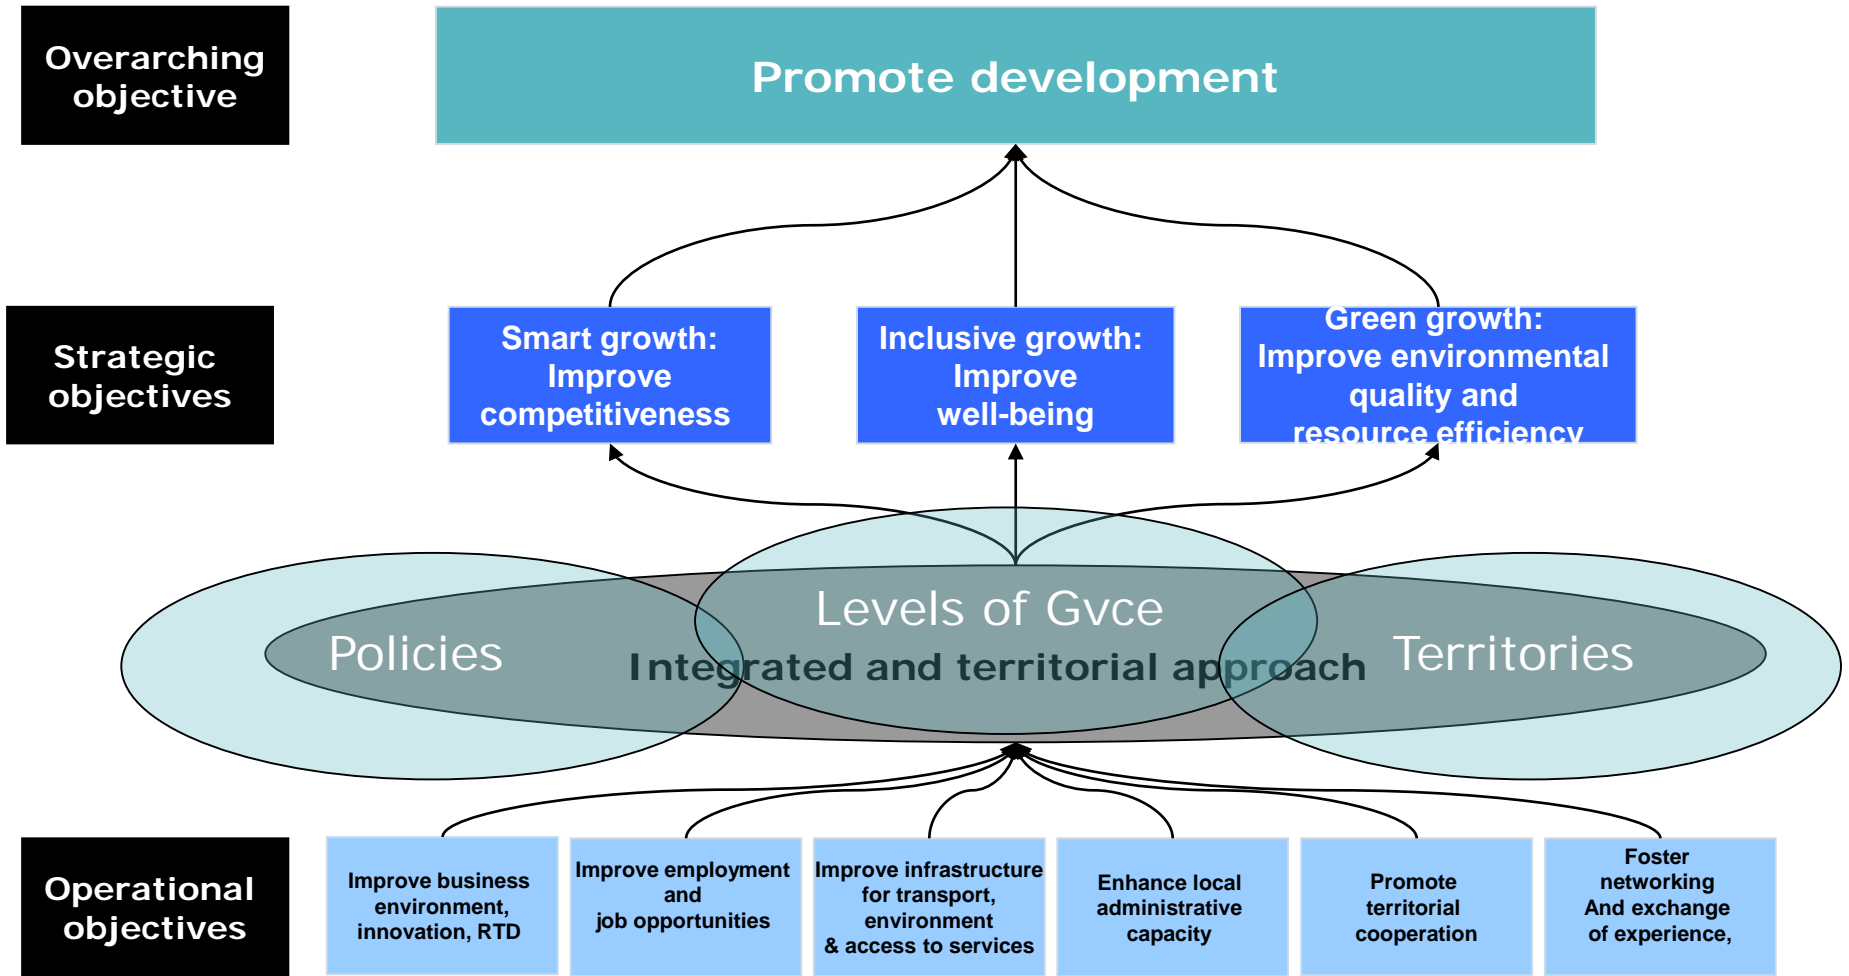 Overarching
objective
Promote development
Strategic
objectives
Smart growth:
Improve
competitiveness
Inclusive growth:
Improve
well-being
Green growth:
Improve environmental
quality and
resource efficiency
Levels of Gvce
Policies
Integrated and territorial approach
Territories
Operational
objectives
Improve business
environment,
innovation, RTD
Improve employment
and
job opportunities
Improve infrastructure
for transport,
environment
& access to services
Enhance local
administrative
capacity
Promote
territorial
cooperation
Foster
networking
And exchange
of experience,